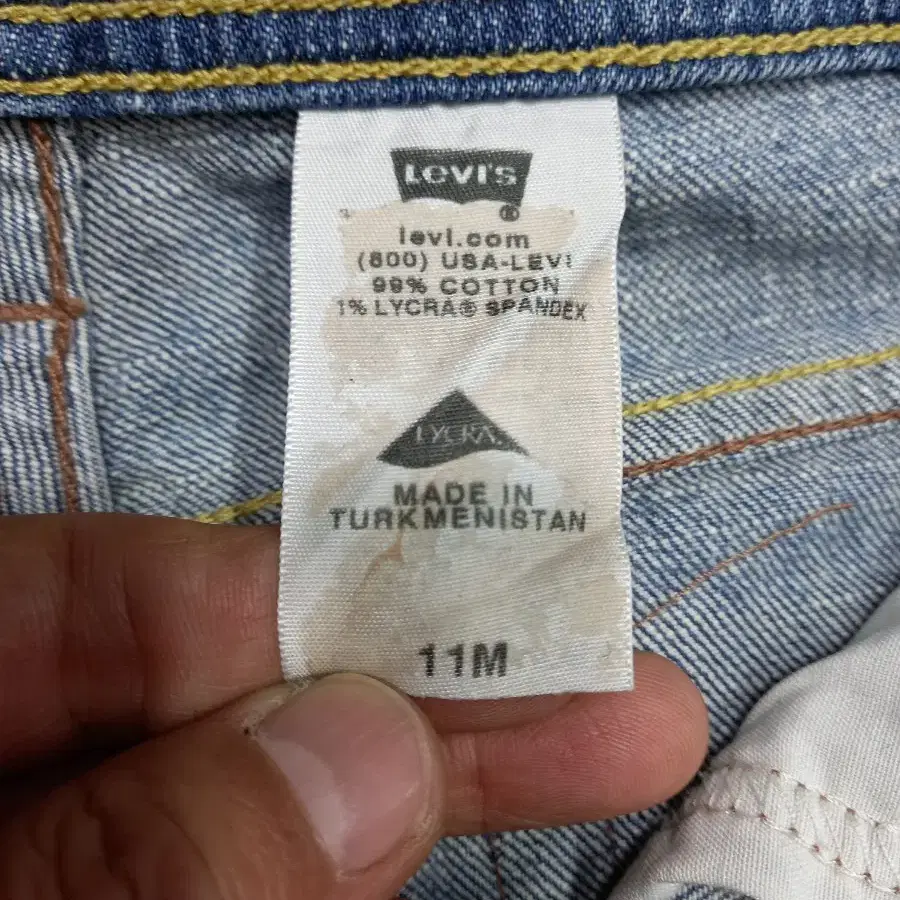 LEVI'S®
levi.com
(800) USA-LEVI
99% COTTON
1% LYCRA® SPANDEX
LYCRA.
MADE IN
TURKMENISTAN
11M